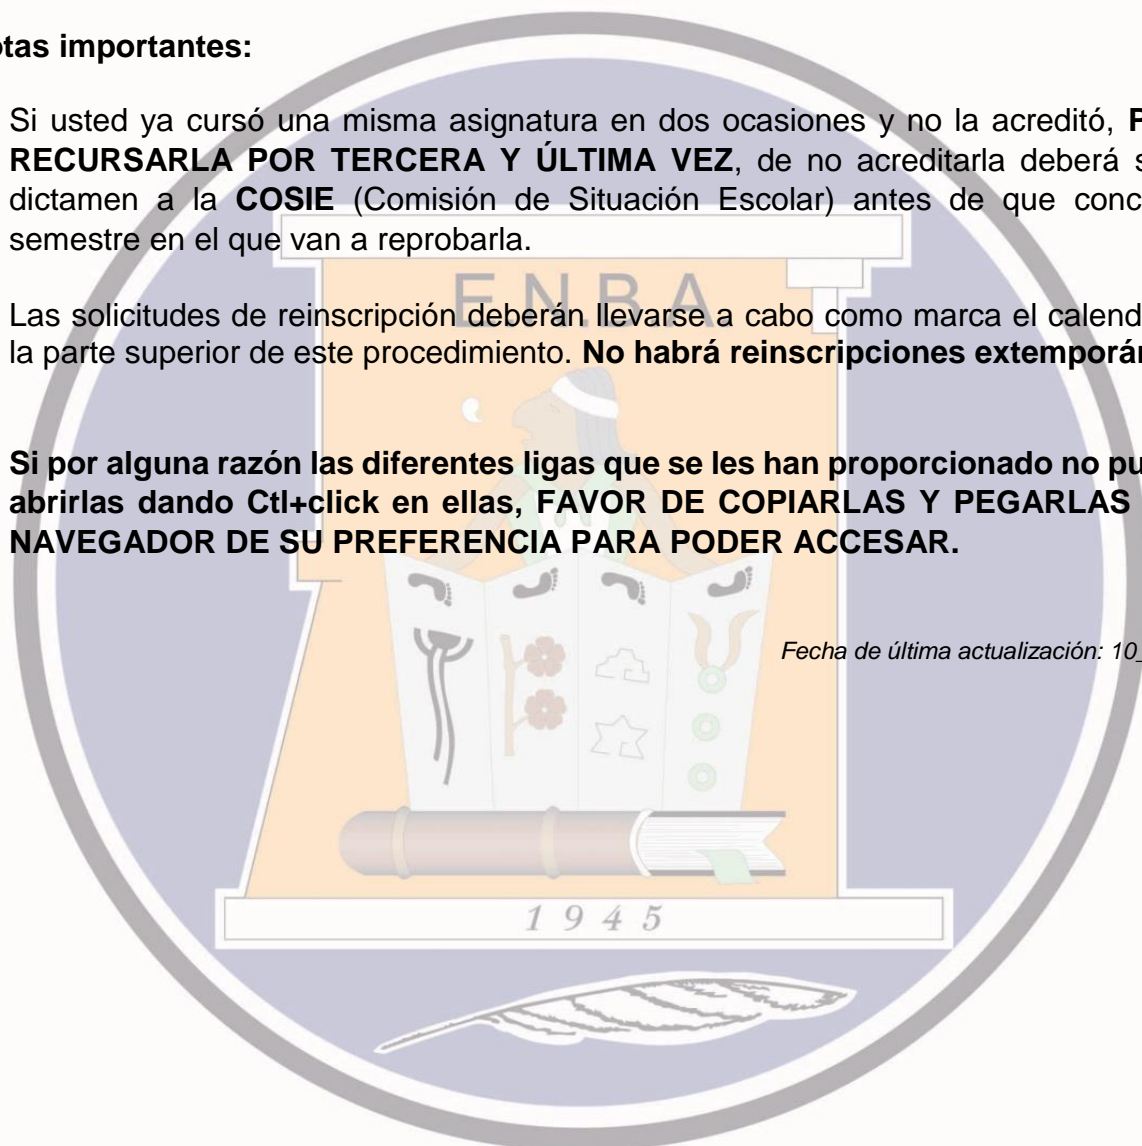 otas importantes:
Si usted ya cursó una misma asignatura en dos ocasiones y no la acreditó,
RECURSARLA POR TERCERA Y ÚLTIMA VEZ, de no acreditarla deberá
dictamen a la COSIE (Comisión de Situación Escolar) antes de que conc
semestre en el que van a reprobarla.
E.N.B.A
Las solicitudes de reinscripción deberán llevarse a cabo como marca el calend
la parte superior de este procedimiento. No habrá reinscripciones extemporá
Si por alguna razón las diferentes ligas que se les han proporcionado no pu
abrirlas dando Ctl+click en ellas, FAVOR DE COPIARLAS Y PEGARLAS
NAVEGADOR DE SU PREFERENCIA PARA PODER ACCESAR.
Fecha de última actualización: 10_
1945